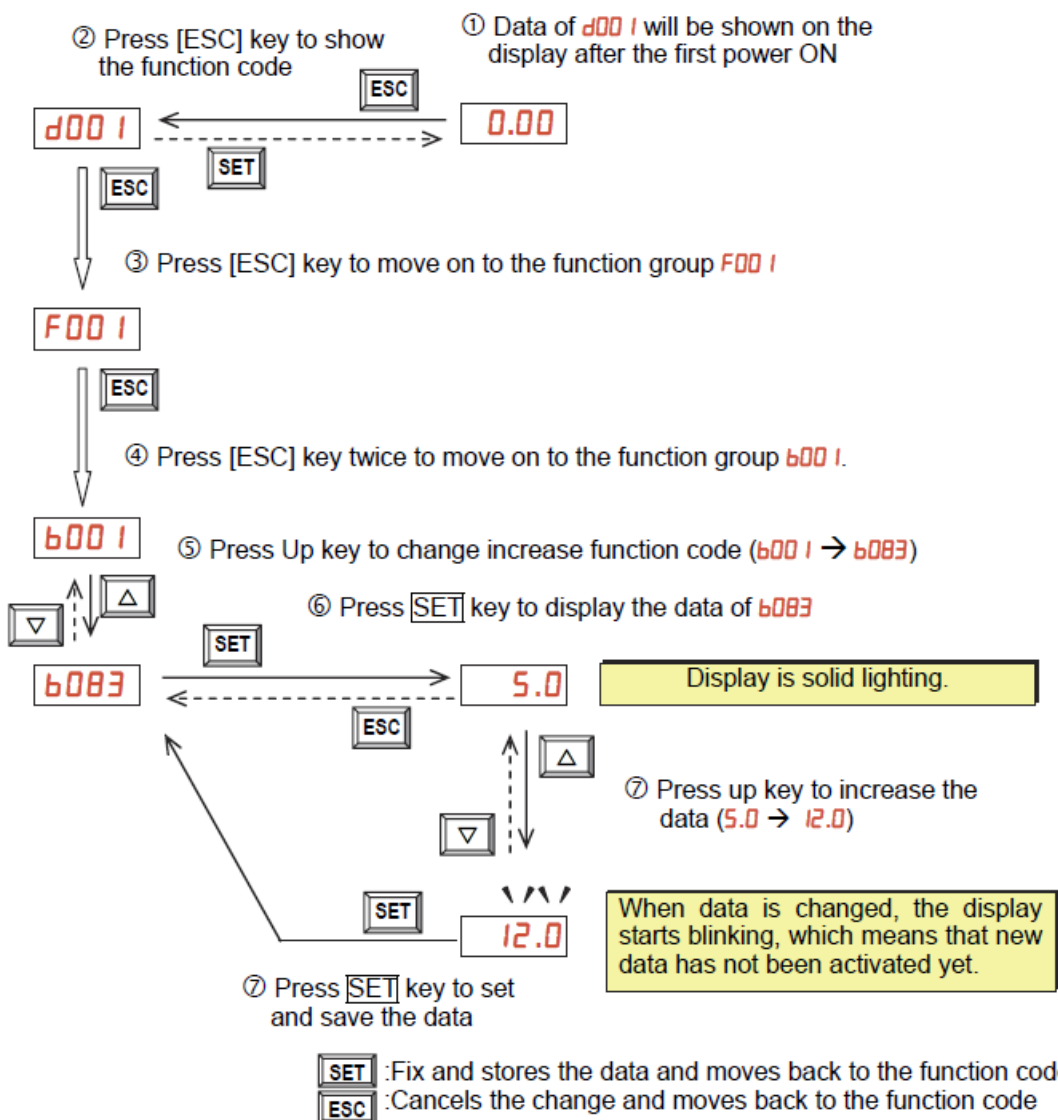 ① Data of d001 will be shown on the
display after the first power ON
② Press [ESC] key to show
the function code
ESC
d001
0.00
SET
ESC
③ Press [ESC] key to move on to the function group F001
F001
ESC
④ Press [ESC] key twice to move on to the function group b001.
b001
⑤ Press Up key to change increase function code (b001 → b083)
⑥ Press SET key to display the data of b083
△
▽
SET
b083
5.0
Display is solid lighting.
ESC
△
⑦ Press up key to increase the
data (5.0 → 12.0)
▽
SET
12.0
When data is changed, the display
starts blinking, which means that new
data has not been activated yet.
⑦ Press SET key to set
and save the data
SET :Fix and stores the data and moves back to the function cod
ESC :Cancels the change and moves back to the function code